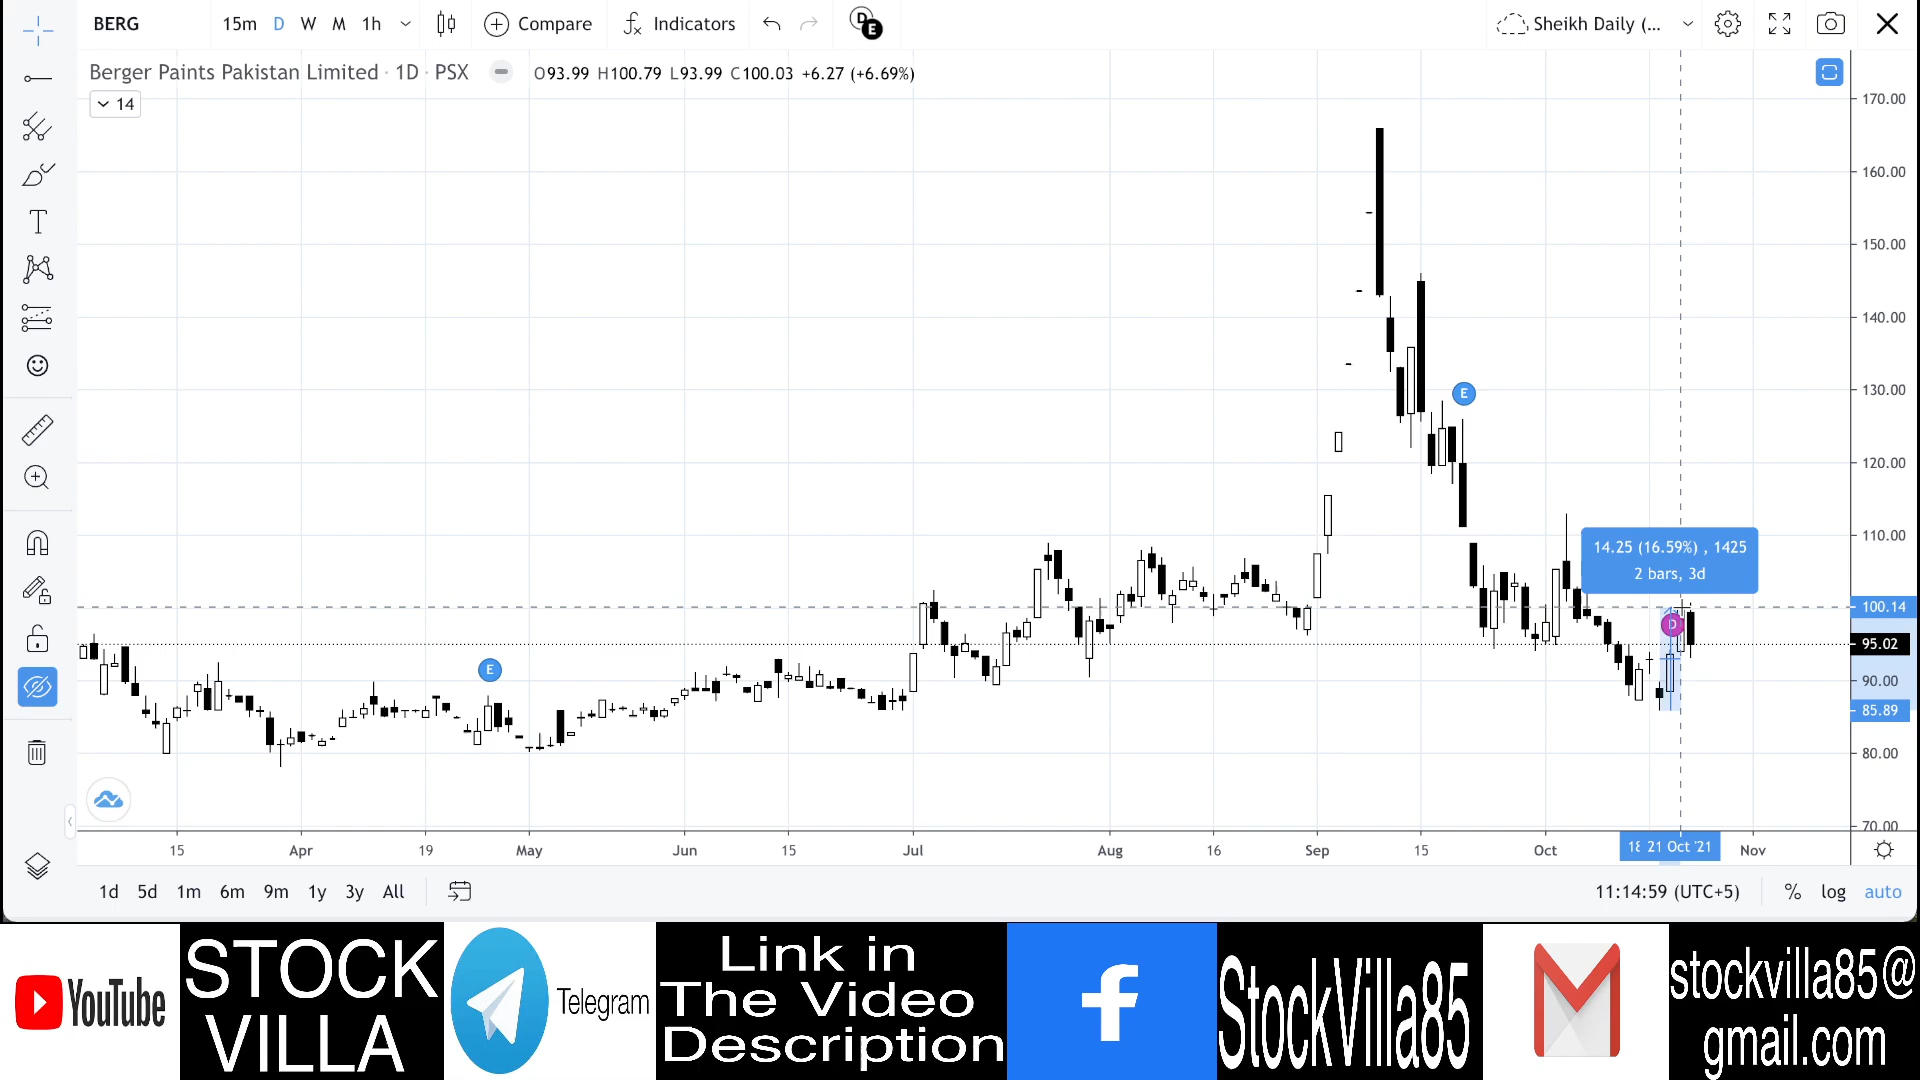 BERG
15m D W M 1h
Compare
Indicators
D
E
Sheikh Daily (...
Berger Paints Pakistan Limited · 1D · PSX
O93.99 H100.79 L93.99 C100.03 +6.27 (+6.69%)
14
170.00
160.00
150.00
140.00
130.00
120.00
110.00
100.14
95.02
90.00
85.89
80.00
70.00
E
E
D
14.25 (16.59%) , 1425
2 bars, 3d
15 Apr 19 May Jun 15 Jul Aug 16 Sep 15 Oct 18 21 Oct '21 Nov
1d 5d 1m 6m 9m 1y 3y All
11:14:59 (UTC+5) % log auto
YouTube
STOCK
VILLA
Telegram
Link in
The Video
Description
StockVilla85
stockvilla85@
gmail.com